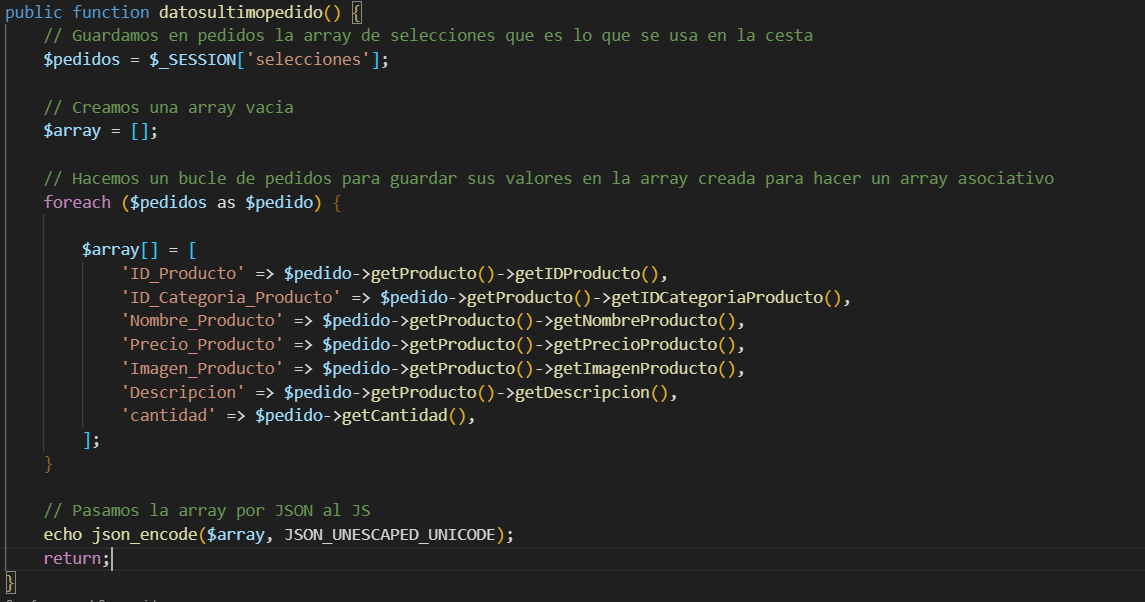 public function datosultimopedido() {
// Guardamos en pedidos la array de selecciones que es lo que se usa en la cesta
$pedidos = $_SESSION['selecciones'];
// Creamos una array vacia
$array = [];
// Hacemos un bucle de pedidos para guardar sus valores en la array creada para hacer un array asociativo
foreach ($pedidos as $pedido) {
$array[] = [
'ID_Producto' => $pedido->getProducto()->getIDProducto(),
'ID_Categoria_Producto' => $pedido->getProducto()->getIDCategoriaProducto(),
'Nombre_Producto' => $pedido->getProducto()->getNombreProducto(),
'Precio_Producto' => $pedido->getProducto()->getPrecioProducto(),
'Imagen_Producto' => $pedido->getProducto()->getImagenProducto(),
'Descripcion' => $pedido->getProducto()->getDescripcion(),
'cantidad' => $pedido->getCantidad(),
];
}
// Pasamos la array por JSON al JS
echo json_encode($array, JSON_UNESCAPED_UNICODE);
return;
}